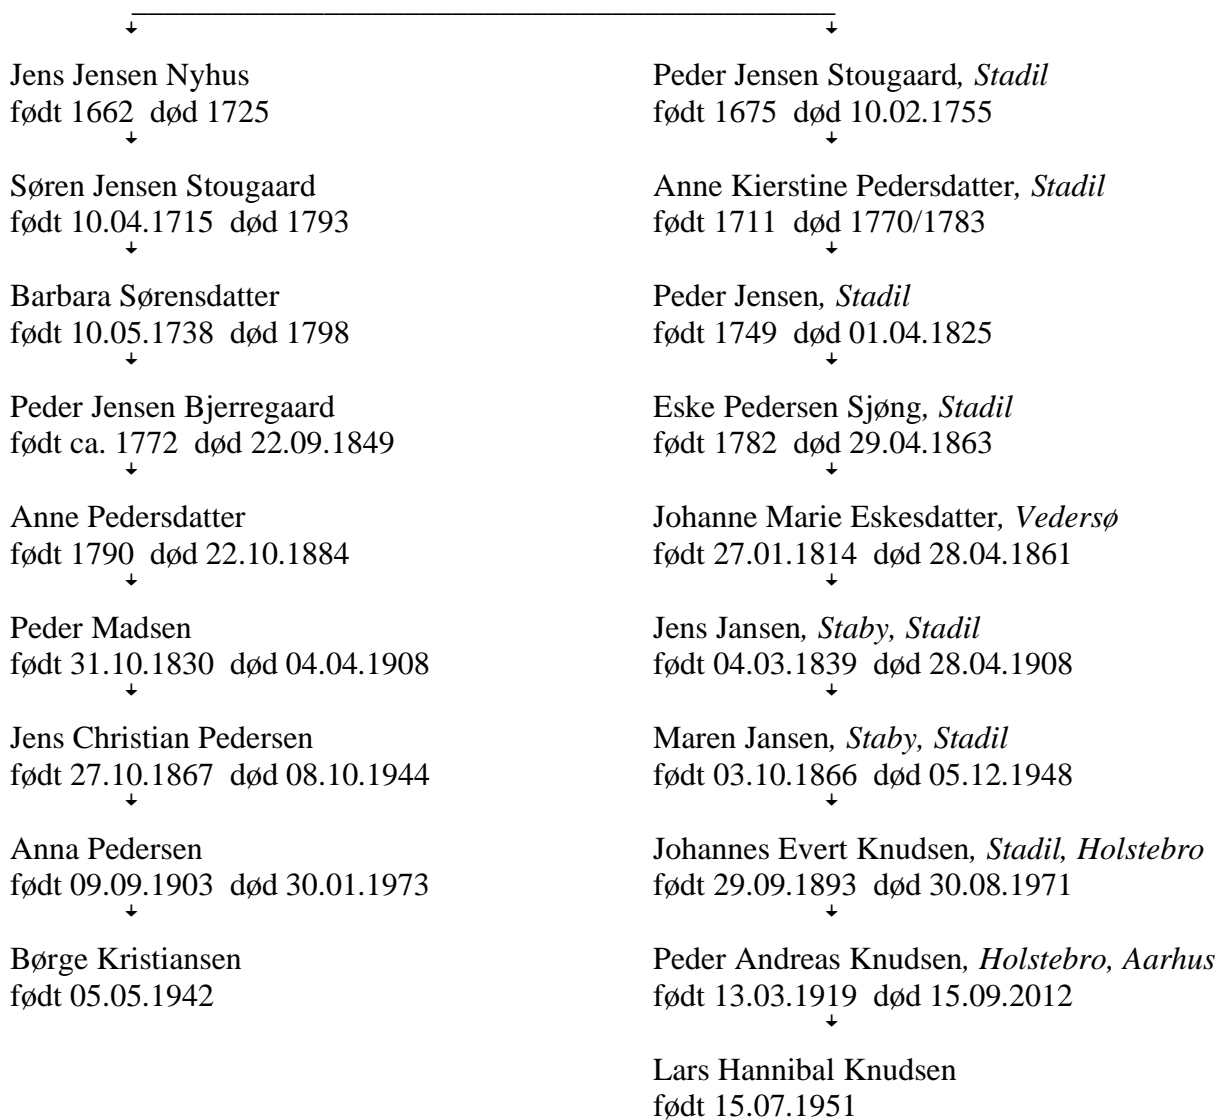 Jens Jensen Nyhus
født 1662 død 1725
Søren Jensen Stougaard
født 10.04.1715 død 1793
Barbara Sørensdatter
født 10.05.1738 død 1798
Peder Jensen Bjerregaard
født ca. 1772 død 22.09.1849
Anne Pedersdatter
født 1790 død 22.10.1884
Peder Madsen
født 31.10.1830 død 04.04.1908
Jens Christian Pedersen
født 27.10.1867 død 08.10.1944
Anna Pedersen
født 09.09.1903 død 30.01.1973
Børge Kristiansen
født 05.05.1942
Peder Jensen Stougaard, Stadil
født 1675 død 10.02.1755
Anne Kierstine Pedersdatter, Stadil
født 1711 død 1770/1783
Peder Jensen, Stadil
født 1749 død 01.04.1825
Eske Pedersen Sjøng, Stadil
født 1782 død 29.04.1863
Johanne Marie Eskesdatter, Vedersø
født 27.01.1814 død 28.04.1861
Jens Jansen, Staby, Stadil
født 04.03.1839 død 28.04.1908
Maren Jansen, Staby, Stadil
født 03.10.1866 død 05.12.1948
Johannes Evert Knudsen, Stadil, Holstebro
født 29.09.1893 død 30.08.1971
Peder Andreas Knudsen, Holstebro, Aarhus
født 13.03.1919 død 15.09.2012
Lars Hannibal Knudsen
født 15.07.1951